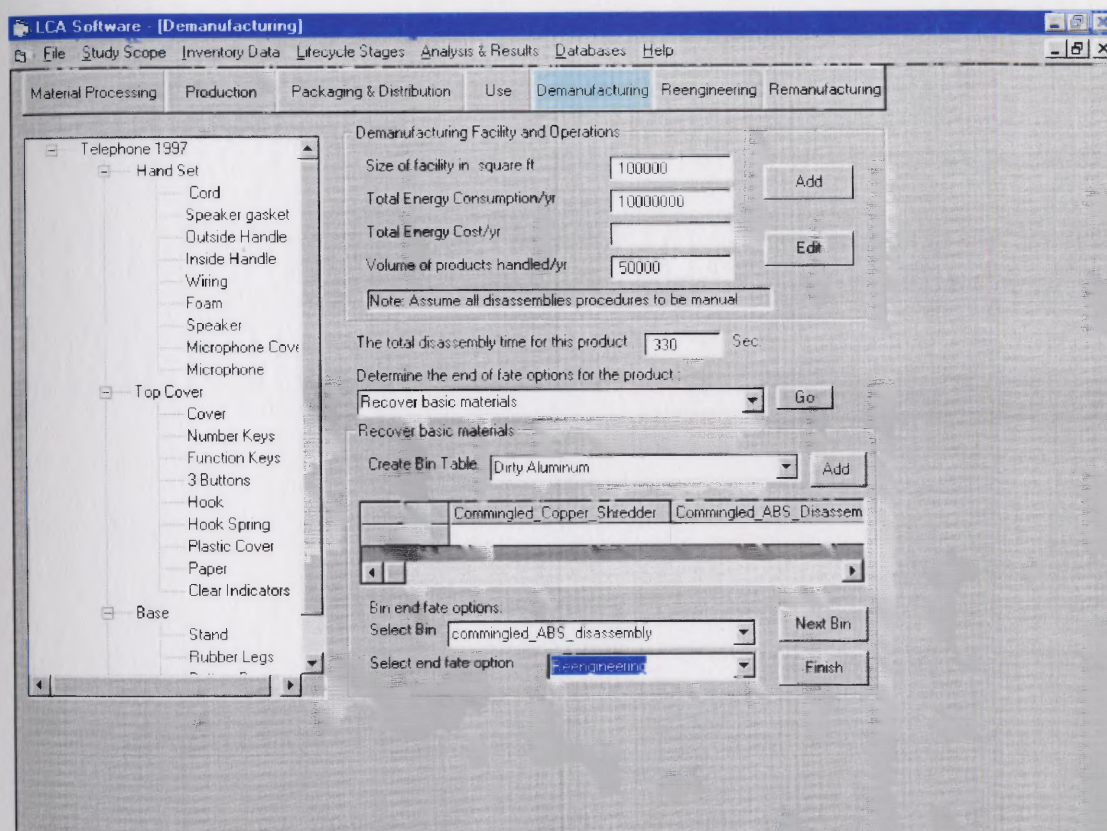 LCA Software - [Demanufacturing]
File Study Scope Inventory Data Lifecycle Stages Analysis & Results Databases Help
Material Processing Production Packaging & Distribution Use Demanufacturing Reengineering Remanufacturing
Telephone 1997
Hand Set
Cord
Speaker gasket
Outside Handle
Inside Handle
Wiring
Foam
Speaker
Microphone Cove
Microphone
Top Cover
Cover
Number Keys
Function Keys
3 Buttons
Hook
Hook Spring
Plastic Cover
Paper
Clear Indicators
Base
Stand
Rubber Legs
Demanufacturing Facility and Operations
Size of facility in square ft 100000
Total Energy Consumption/yr 10000000
Total Energy Cost/yr
Volume of products handled/yr 50000
Add
Edit
Note: Assume all disassemblies procedures to be manual
The total disassembly time for this product 330 Sec
Determine the end of fate options for the product :
Recover basic materials Go
Recover basic materials
Create Bin Table Dirty Aluminum Add
Commingled_Copper_Shredder Commingled_ABS_Disassem
Bin end fate options:
Select Bin commingled_ABS_disassembly Next Bin
Select end fate option Reengineering Finish